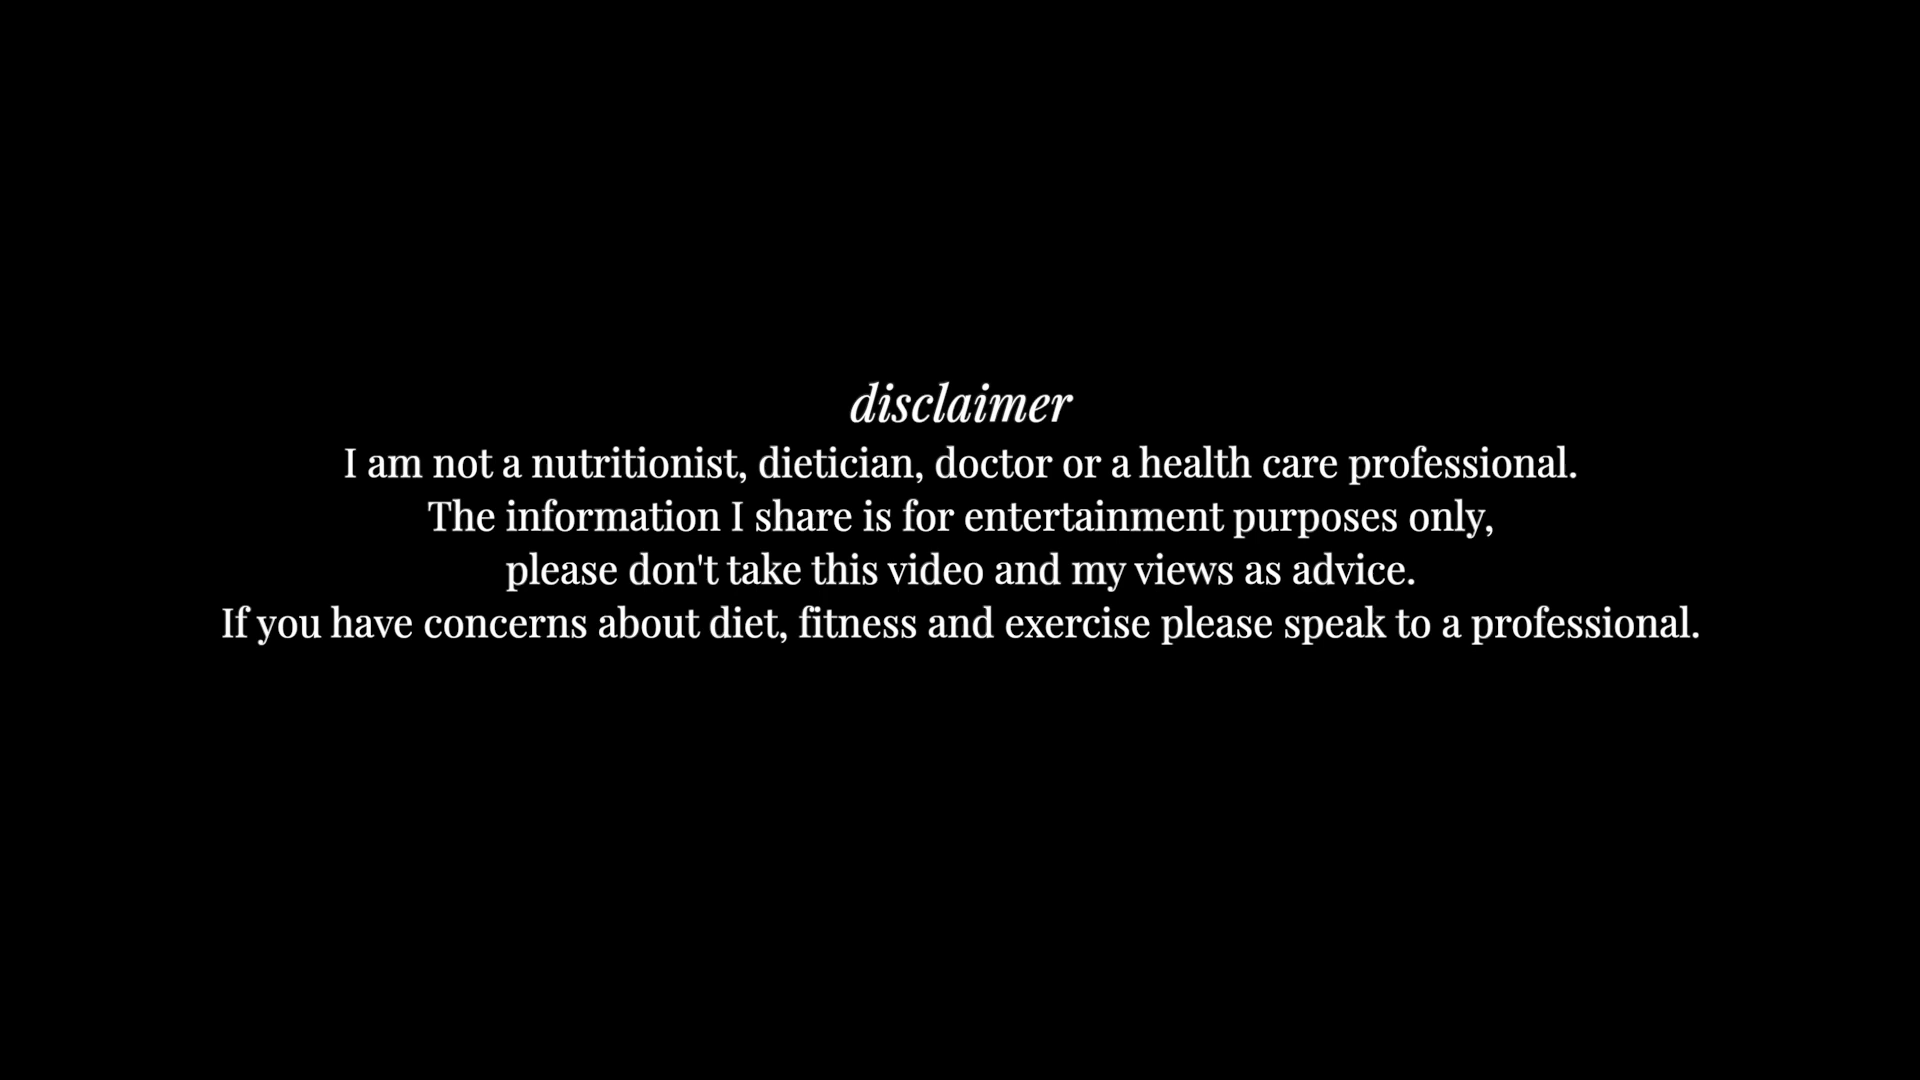 disclaimer
I am not a nutritionist, dietician, doctor or a health care professional.
The information I share is for entertainment purposes only,
please don't take this video and my views as advice.
If you have concerns about diet, fitness and exercise please speak to a professional.